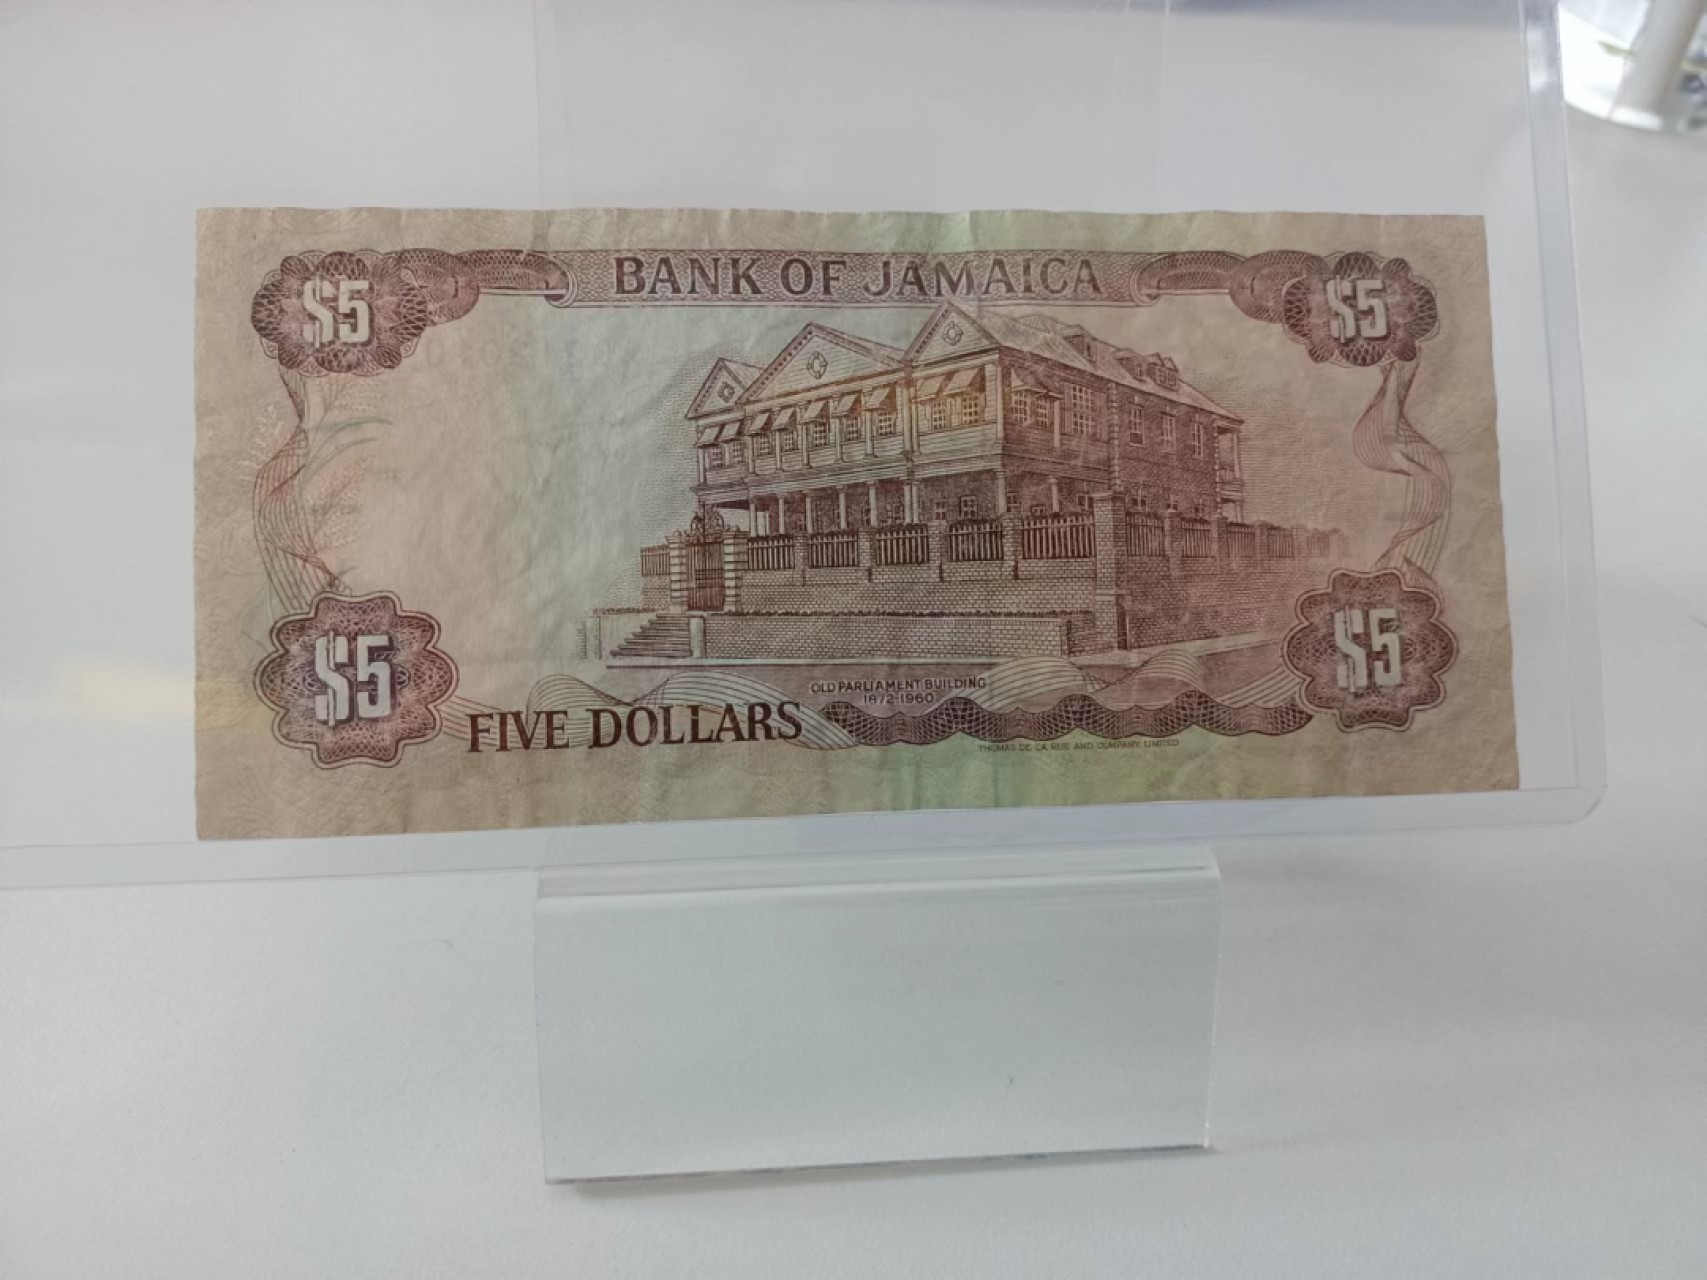 BANK OF JAMAICA
$5
$5
$5
$5
OLD PARLIAMENT BUILDING
1872-1960
FIVE DOLLARS
THOMAS DE LA RUE AND COMPANY LIMITED